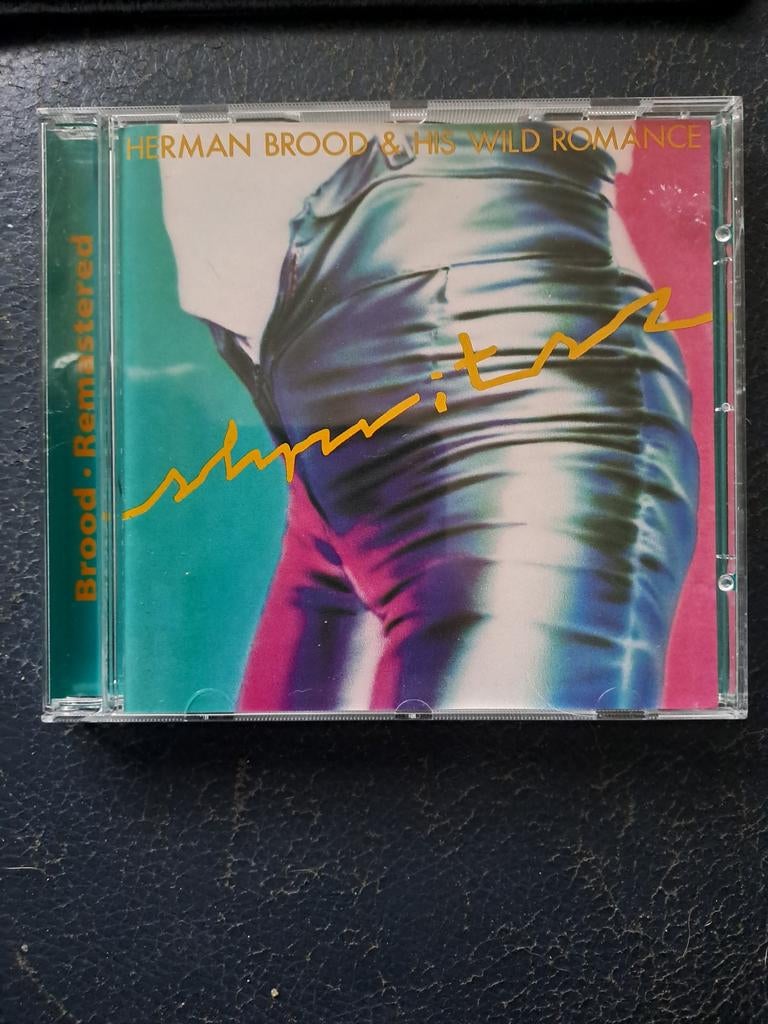 HERMAN BROOD & HIS WILD ROMANCE
shpritsz
Brood · Remastered